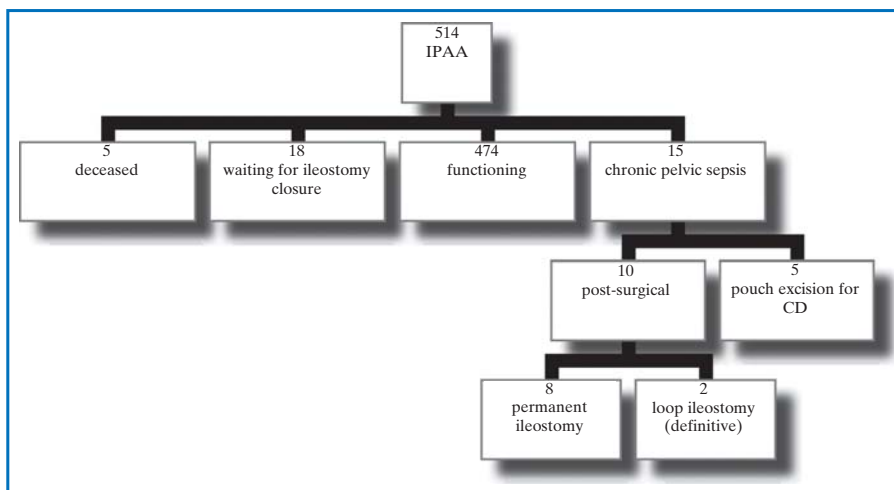 514
IPAA
5
deceased
18
waiting for ileostomy
closure
474
functioning
15
chronic pelvic sepsis
10
post-surgical
5
pouch excision for
CD
8
permanent
ileostomy
2
loop ileostomy
(definitive)